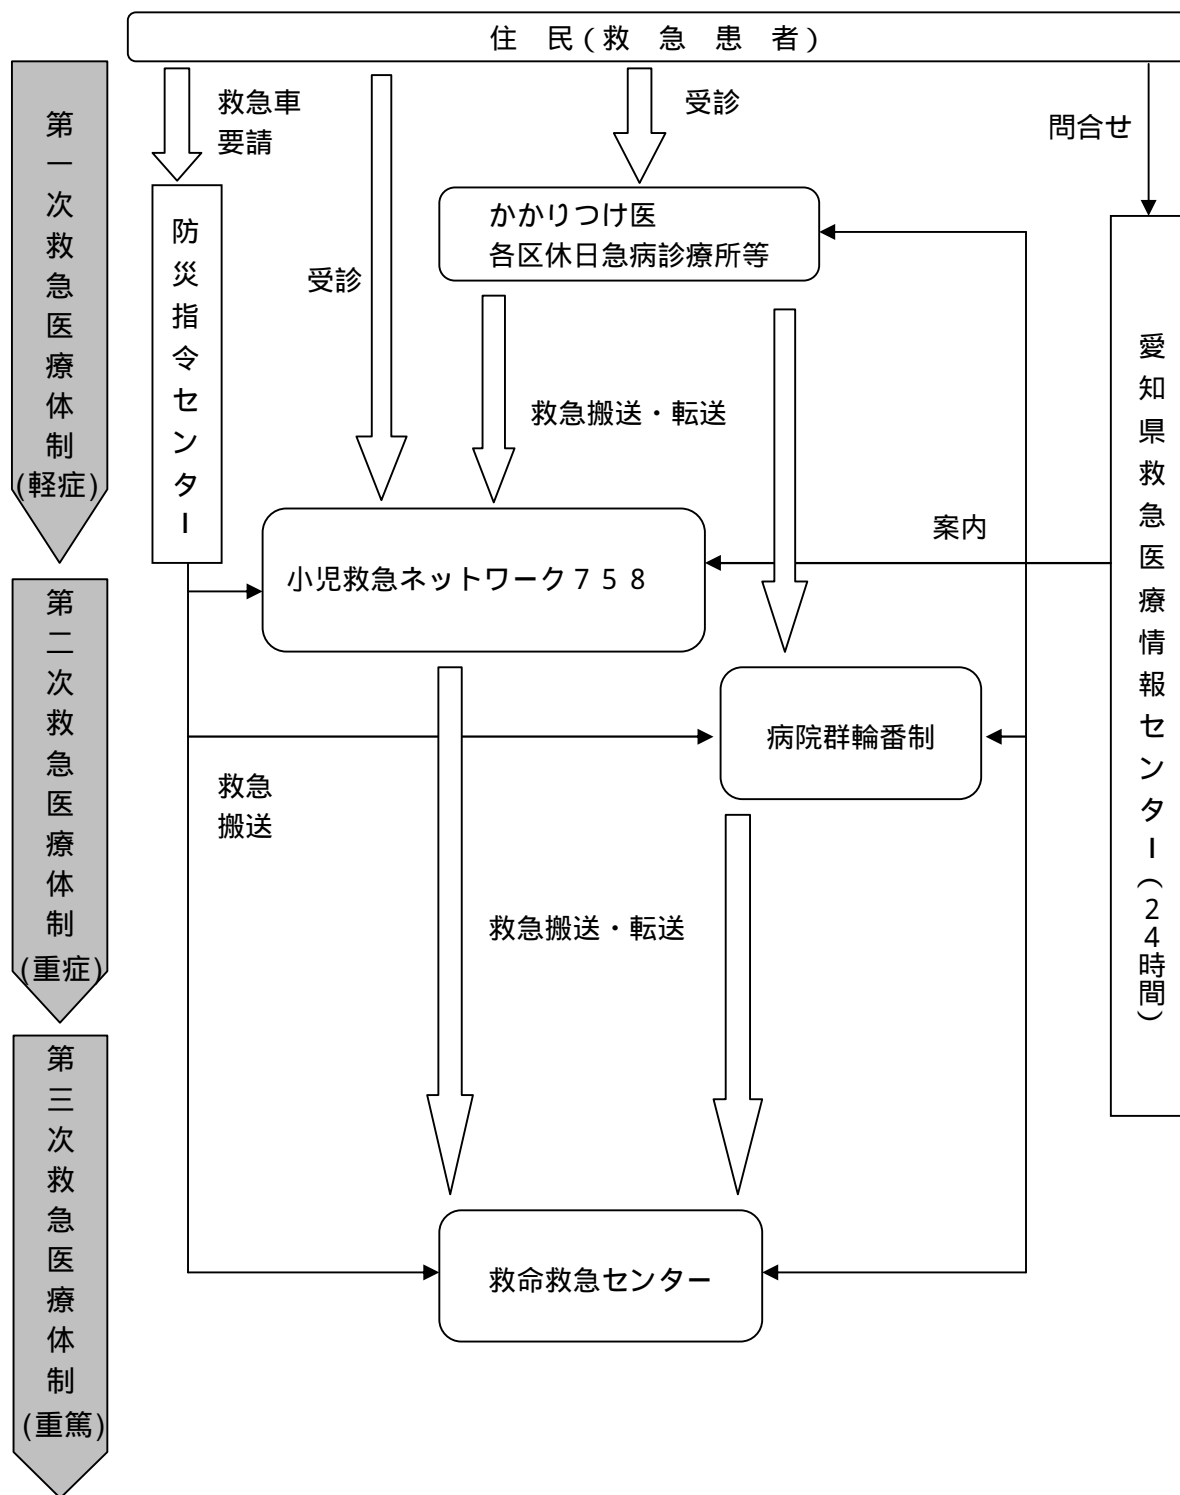 住　民(救　急　患　者)
救急車
要請
受診
問合せ
第一次救急医療体制
(軽症)
防災指令センター
かかりつけ医
各区休日急病診療所等
受診
愛知県救急医療情報センター(24時間)
救急搬送・転送
案内
小児救急ネットワーク７５８
第二次救急医療体制
(重症)
病院群輪番制
救急
搬送
救急搬送・転送
第三次救急医療体制
(重篤)
救命救急センター